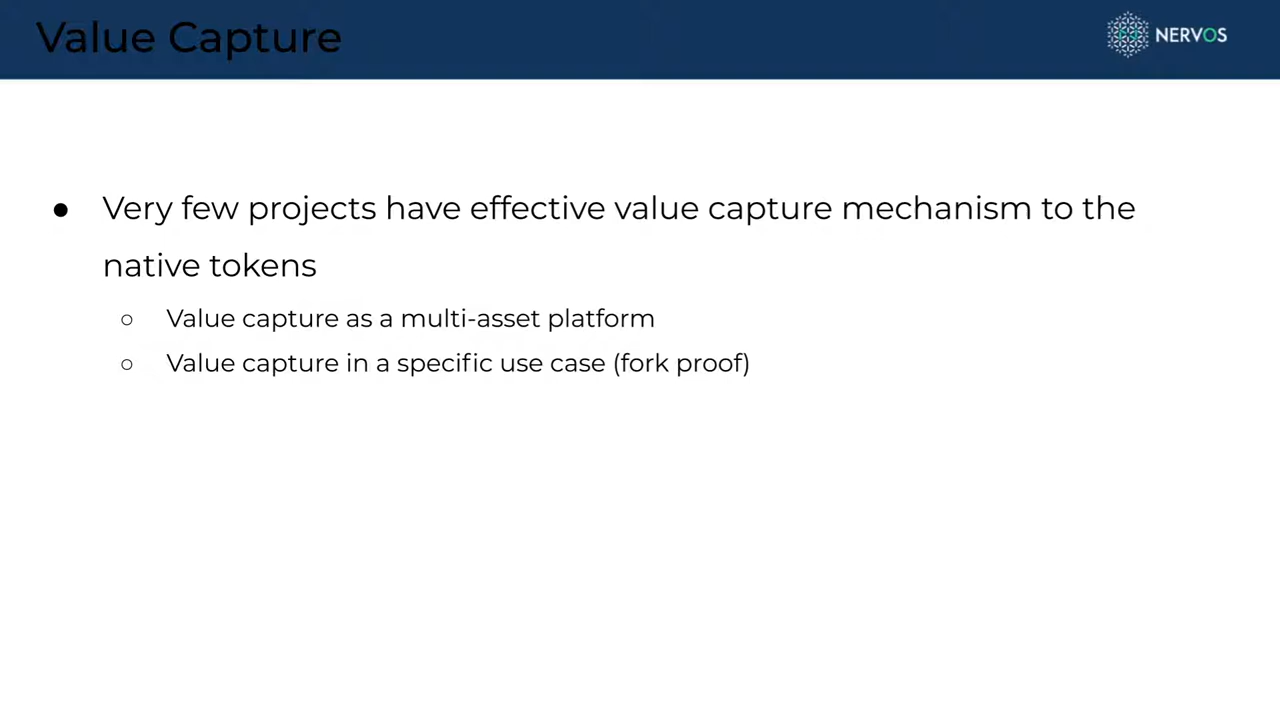 Value Capture
NERVOS
● Very few projects have effective value capture mechanism to the
native tokens
○ Value capture as a multi-asset platform
○ Value capture in a specific use case (fork proof)